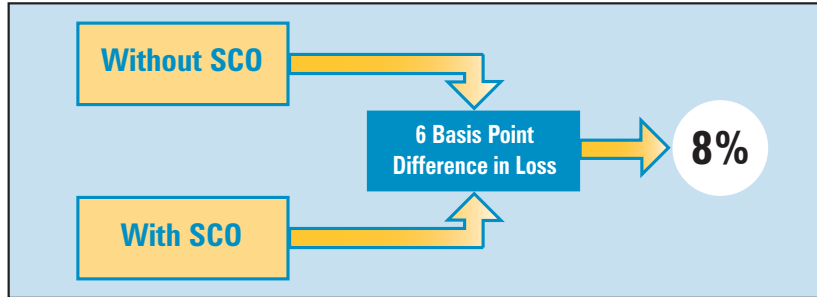 Without SCO
6 Basis Point
Difference in Loss
8%
With SCO